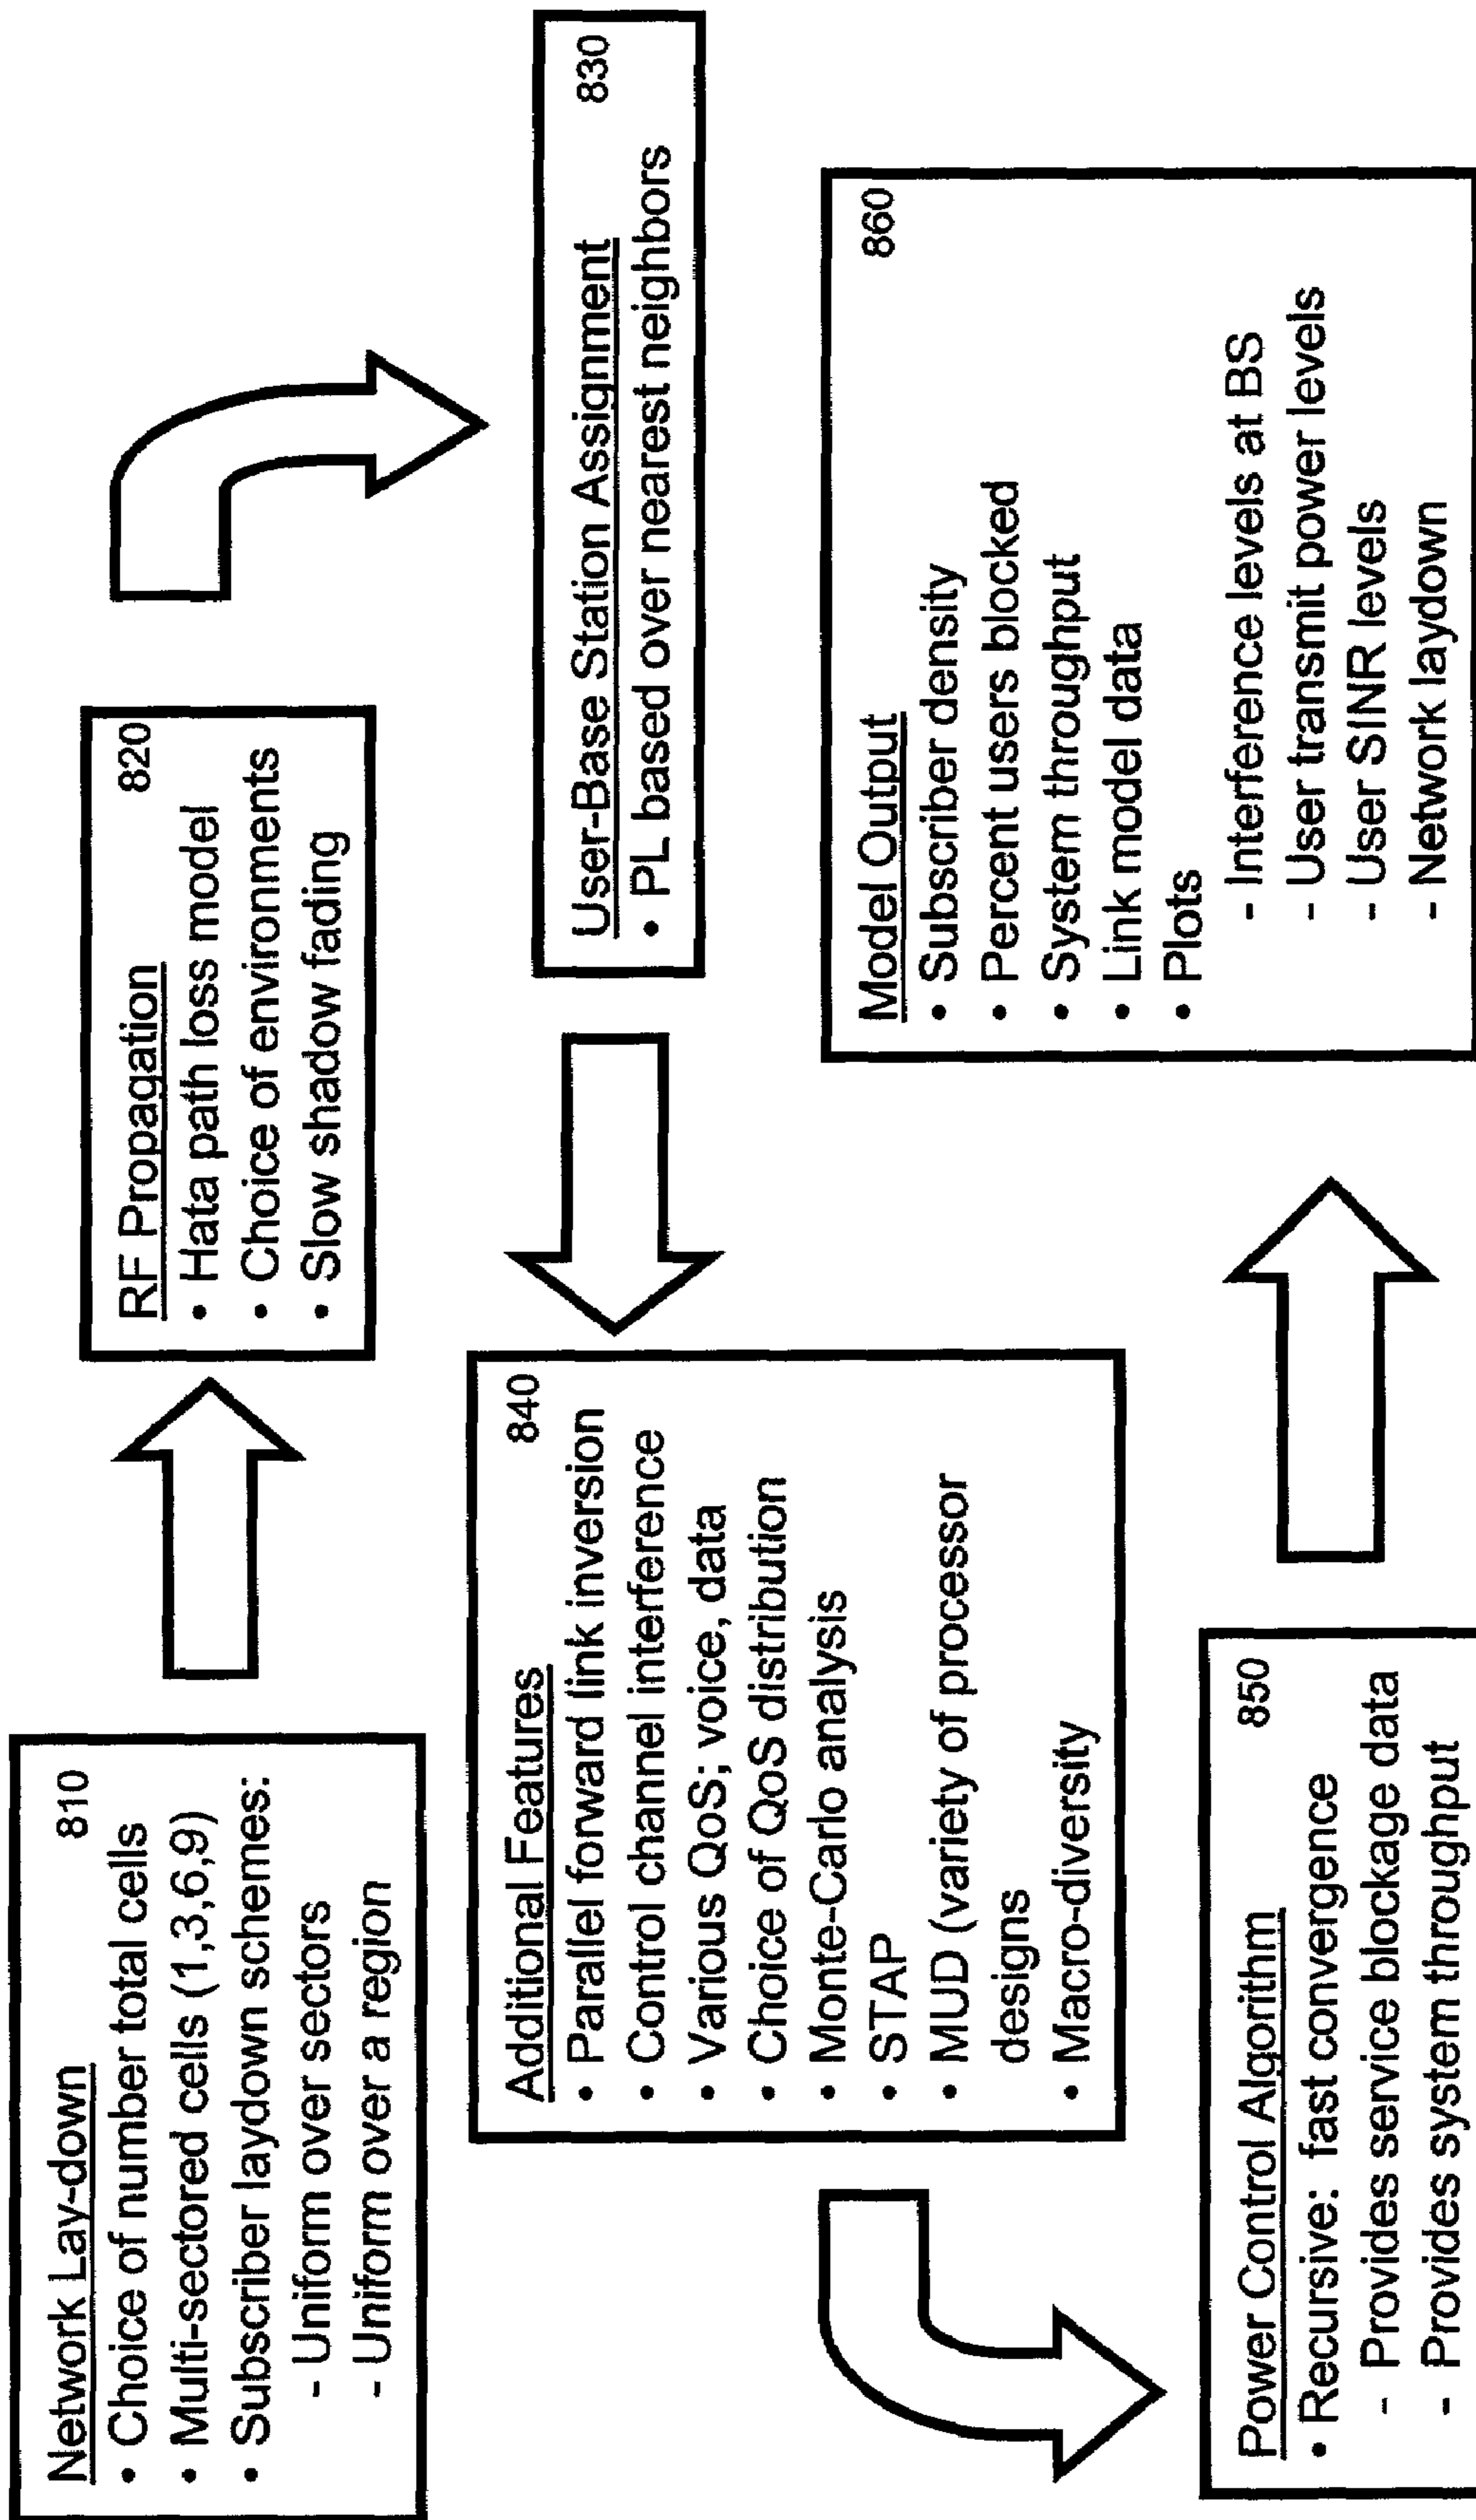 Network Lay-down 810
• Choice of number total cells
• Multi-sectored cells (1,3,6,9)
• Subscriber laydown schemes:
- Uniform over sectors
- Uniform over a region
RF Propagation 820
• Hata path loss model
• Choice of environments
• Slow shadow fading
User-Base Station Assignment 830
• PL based over nearest neighbors
Additional Features 840
• Parallel forward link inversion
• Control channel interference
• Various QoS; voice, data
• Choice of QoS distribution
• Monte-Carlo analysis
• STAP
• MUD (variety of processor
designs
• Macro-diversity
Power Control Algorithm 850
• Recursive: fast convergence
- Provides service blockage data
- Provides system throughput
Model Output 860
• Subscriber density
• Percent users blocked
• System throughput
• Link model data
• Plots
- Interference levels at BS
- User transmit power levels
- User SINR levels
- Network laydown